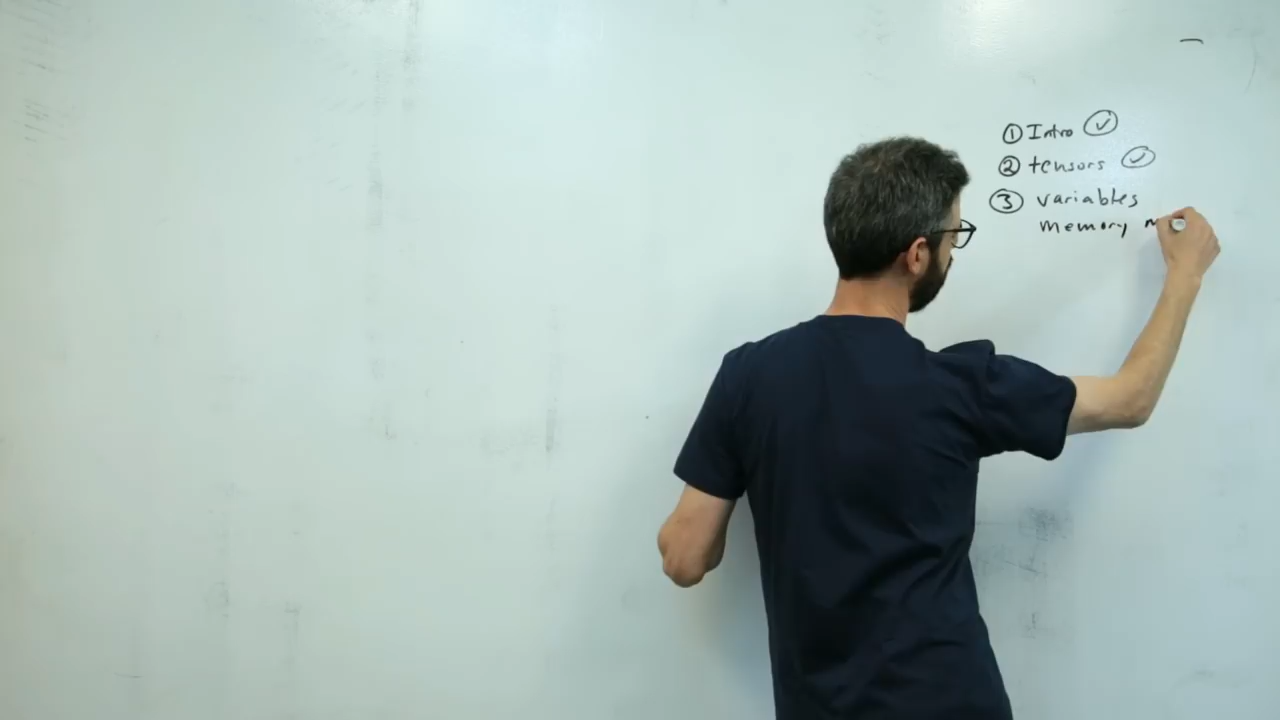 ① Intro ✓
② tensors ✓
③ variables
memory m